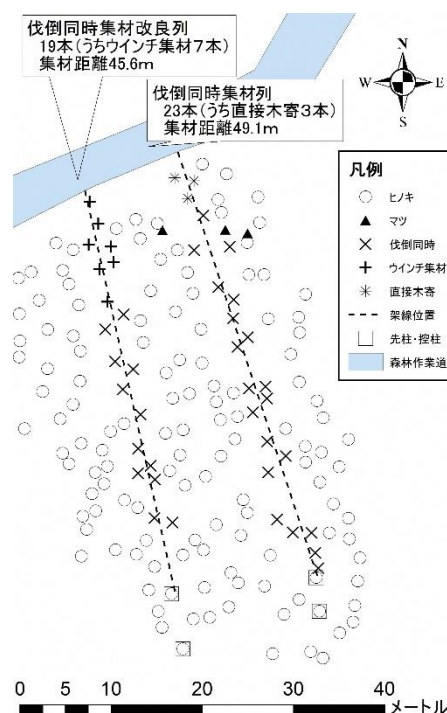 伐倒同時集材改良列
19本(うちウインチ集材7本)
集材距離45.6m
伐倒同時集材列
23本(うち直接木寄3本)
集材距離49.1m
N
W
E
S
凡例
ヒノキ
マツ
伐倒同時
ウインチ集材
直接木寄
架線位置
先柱・控柱
森林作業道
0 5 10 20 30 40
メートル